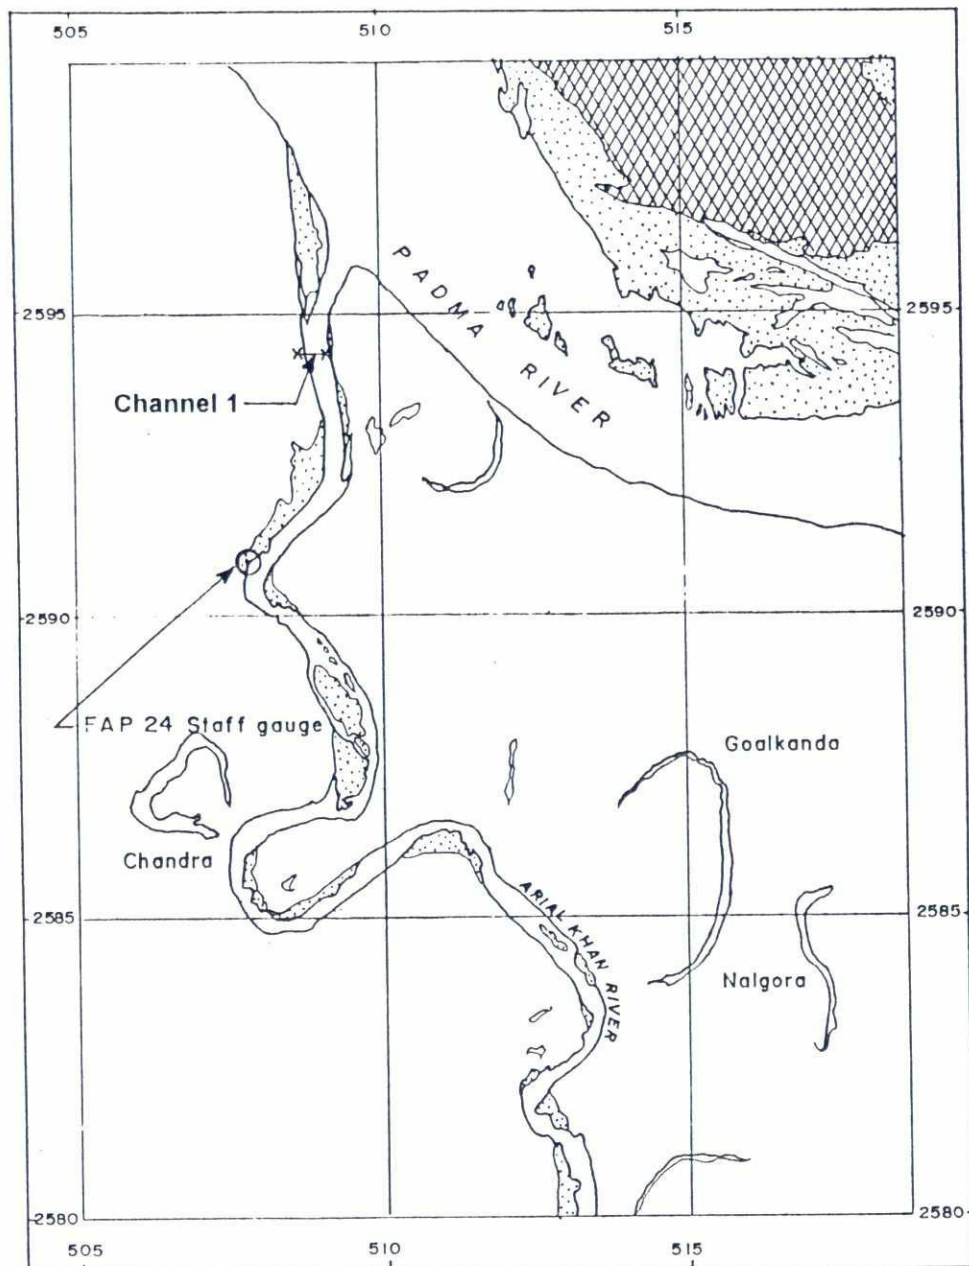 505 510 515
PADMA RIVER
2595 2595
Channel 1
2590 2590
FAP 24 Staff gauge
Goalkanda
Chandra
ARIAL KHAN RIVER
2585 2585
Nalgora
2580 2580
505 510 515